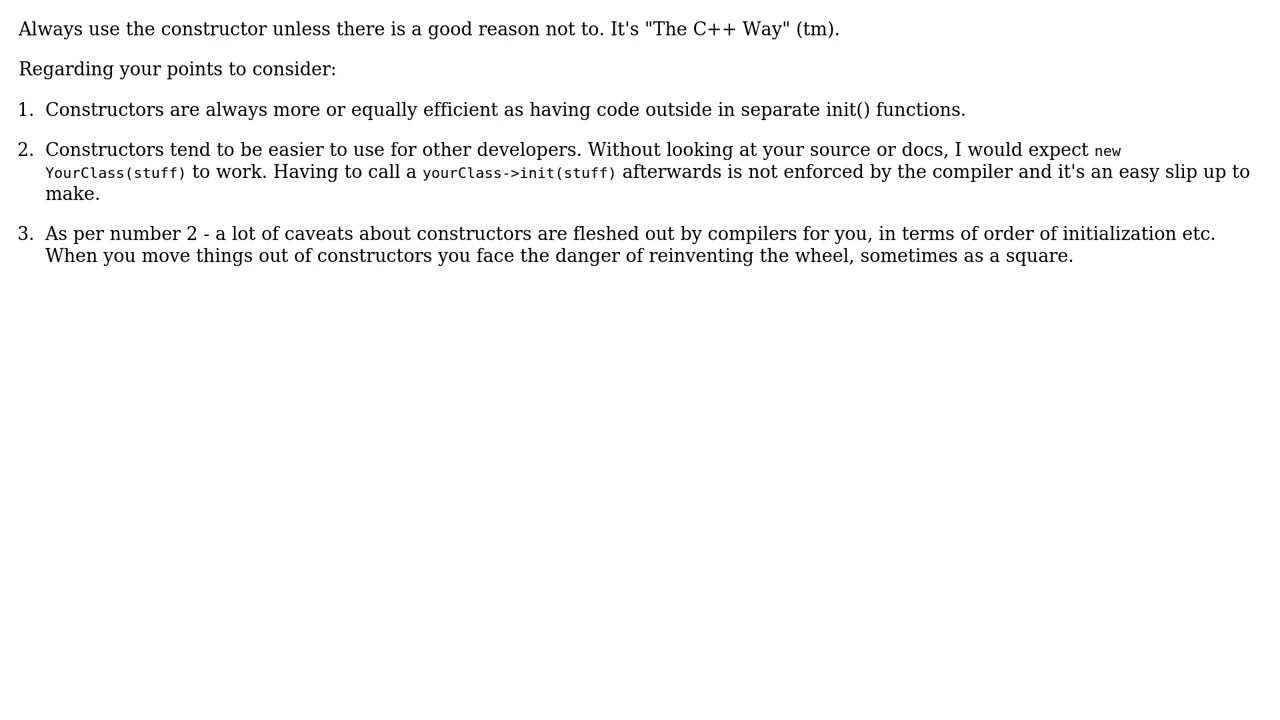 Always use the constructor unless there is a good reason not to. It's "The C++ Way" (tm).
Regarding your points to consider:
1. Constructors are always more or equally efficient as having code outside in separate init() functions.
2. Constructors tend to be easier to use for other developers. Without looking at your source or docs, I would expect new
YourClass(stuff) to work. Having to call a yourClass->init(stuff) afterwards is not enforced by the compiler and it's an easy slip up to
make.
3. As per number 2 - a lot of caveats about constructors are fleshed out by compilers for you, in terms of order of initialization etc.
When you move things out of constructors you face the danger of reinventing the wheel, sometimes as a square.